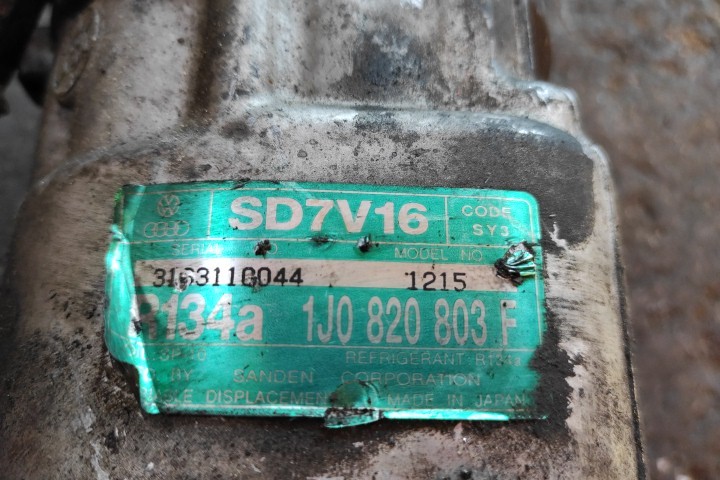 SD7V16
CODE
SY3
SERIAL MODEL NO
3163110044 1215
R134a 1J0 820 803 F
SP10 REFRIGERANT R134a
BY SANDEN CORPORATION
DISPLACEMENT MADE IN JAPAN